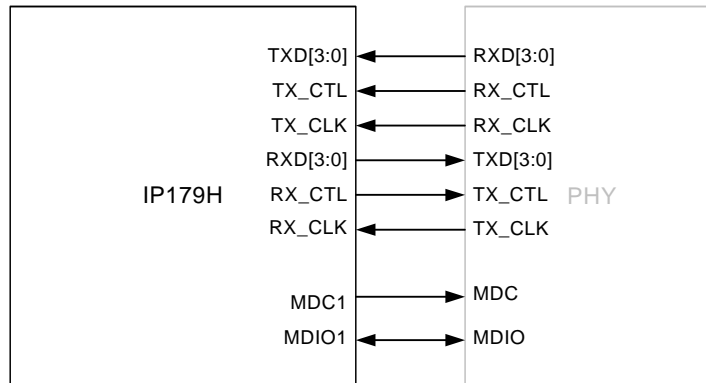 TXD[3:0] RXD[3:0]
TX_CTL RX_CTL
TX_CLK RX_CLK
RXD[3:0] TXD[3:0]
IP179H RX_CTL TX_CTL PHY
RX_CLK TX_CLK
MDC1 MDC
MDIO1 MDIO